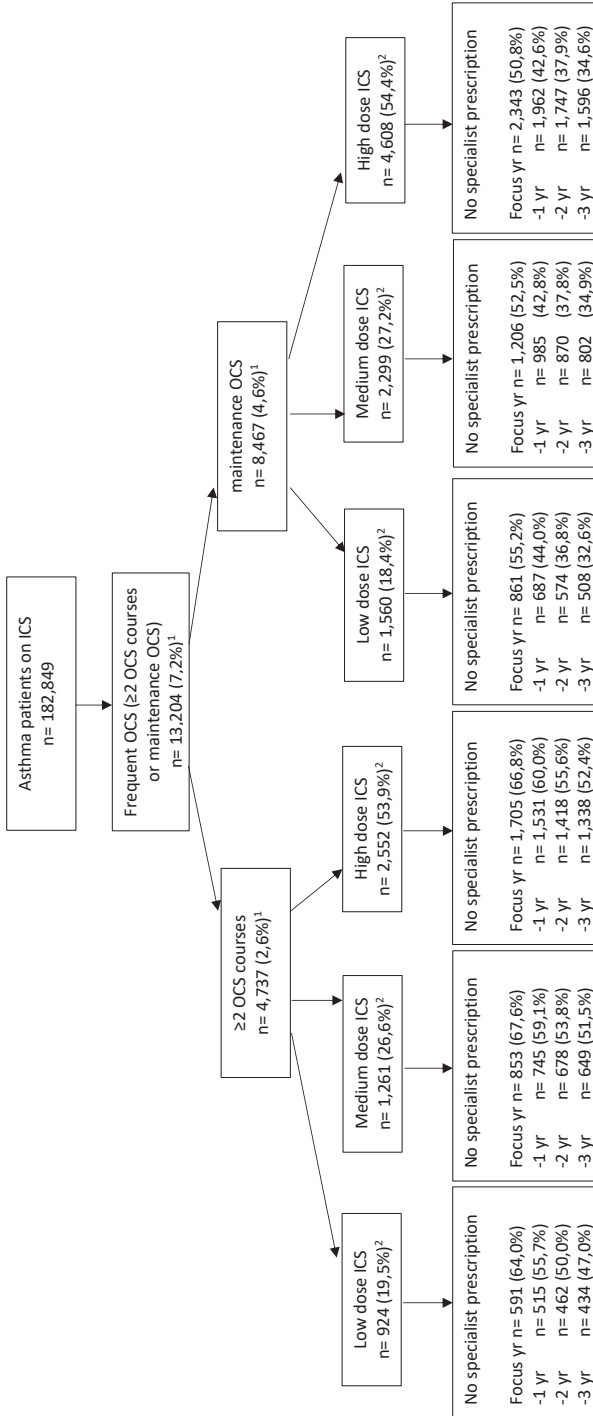 Asthma patients on ICS
n= 182,849
Frequent OCS (≥2 OCS courses
or maintenance OCS)
n= 13,204 (7,2%)¹
≥2 OCS courses
n= 4,737 (2,6%)¹
maintenance OCS
n= 8,467 (4,6%)¹
Low dose ICS
n= 924 (19,5%)²
Medium dose ICS
n= 1,261 (26,6%)²
High dose ICS
n= 2,552 (53,9%)²
Low dose ICS
n= 1,560 (18,4%)²
Medium dose ICS
n= 2,299 (27,2%)²
High dose ICS
n= 4,608 (54,4%)²
No specialist prescription
Focus yr n= 591 (64,0%)
-1 yr n= 515 (55,7%)
-2 yr n= 462 (50,0%)
-3 yr n= 434 (47,0%)
No specialist prescription
Focus yr n= 853 (67,6%)
-1 yr n= 745 (59,1%)
-2 yr n= 678 (53,8%)
-3 yr n= 649 (51,5%)
No specialist prescription
Focus yr n= 1,705 (66,8%)
-1 yr n= 1,531 (60,0%)
-2 yr n= 1,418 (55,6%)
-3 yr n= 1,338 (52,4%)
No specialist prescription
Focus yr n= 861 (55,2%)
-1 yr n= 687 (44,0%)
-2 yr n= 574 (36,8%)
-3 yr n= 508 (32,6%)
No specialist prescription
Focus yr n= 1,206 (52,5%)
-1 yr n= 985 (42,8%)
-2 yr n= 870 (37,8%)
-3 yr n= 802 (34,9%)
No specialist prescription
Focus yr n= 2,343 (50,8%)
-1 yr n= 1,962 (42,6%)
-2 yr n= 1,747 (37,9%)
-3 yr n= 1,596 (34,6%)